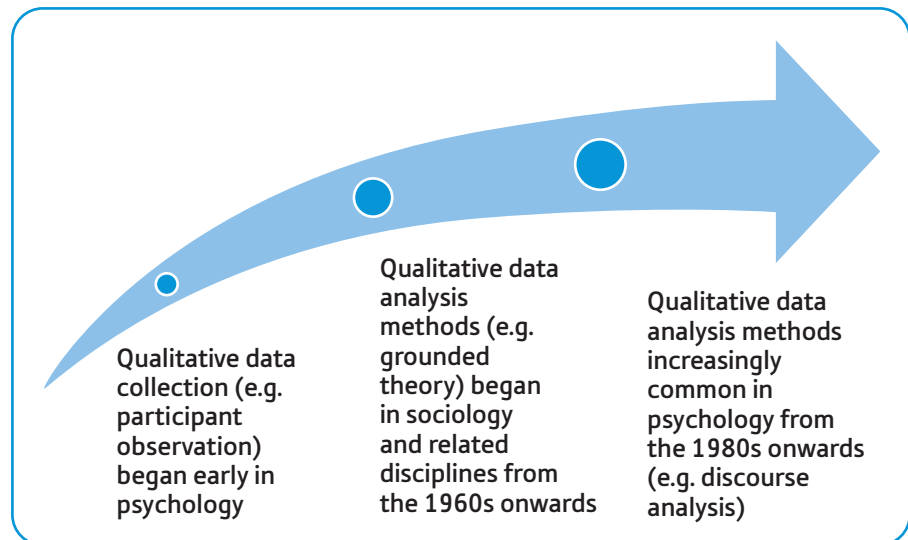 Qualitative data
collection (e.g.
participant
observation)
began early in
psychology
Qualitative data
analysis
methods (e.g.
grounded
theory) began
in sociology
and related
disciplines from
the 1960s onwards
Qualitative data
analysis methods
increasingly
common in
psychology from
the 1980s onwards
(e.g. discourse
analysis)